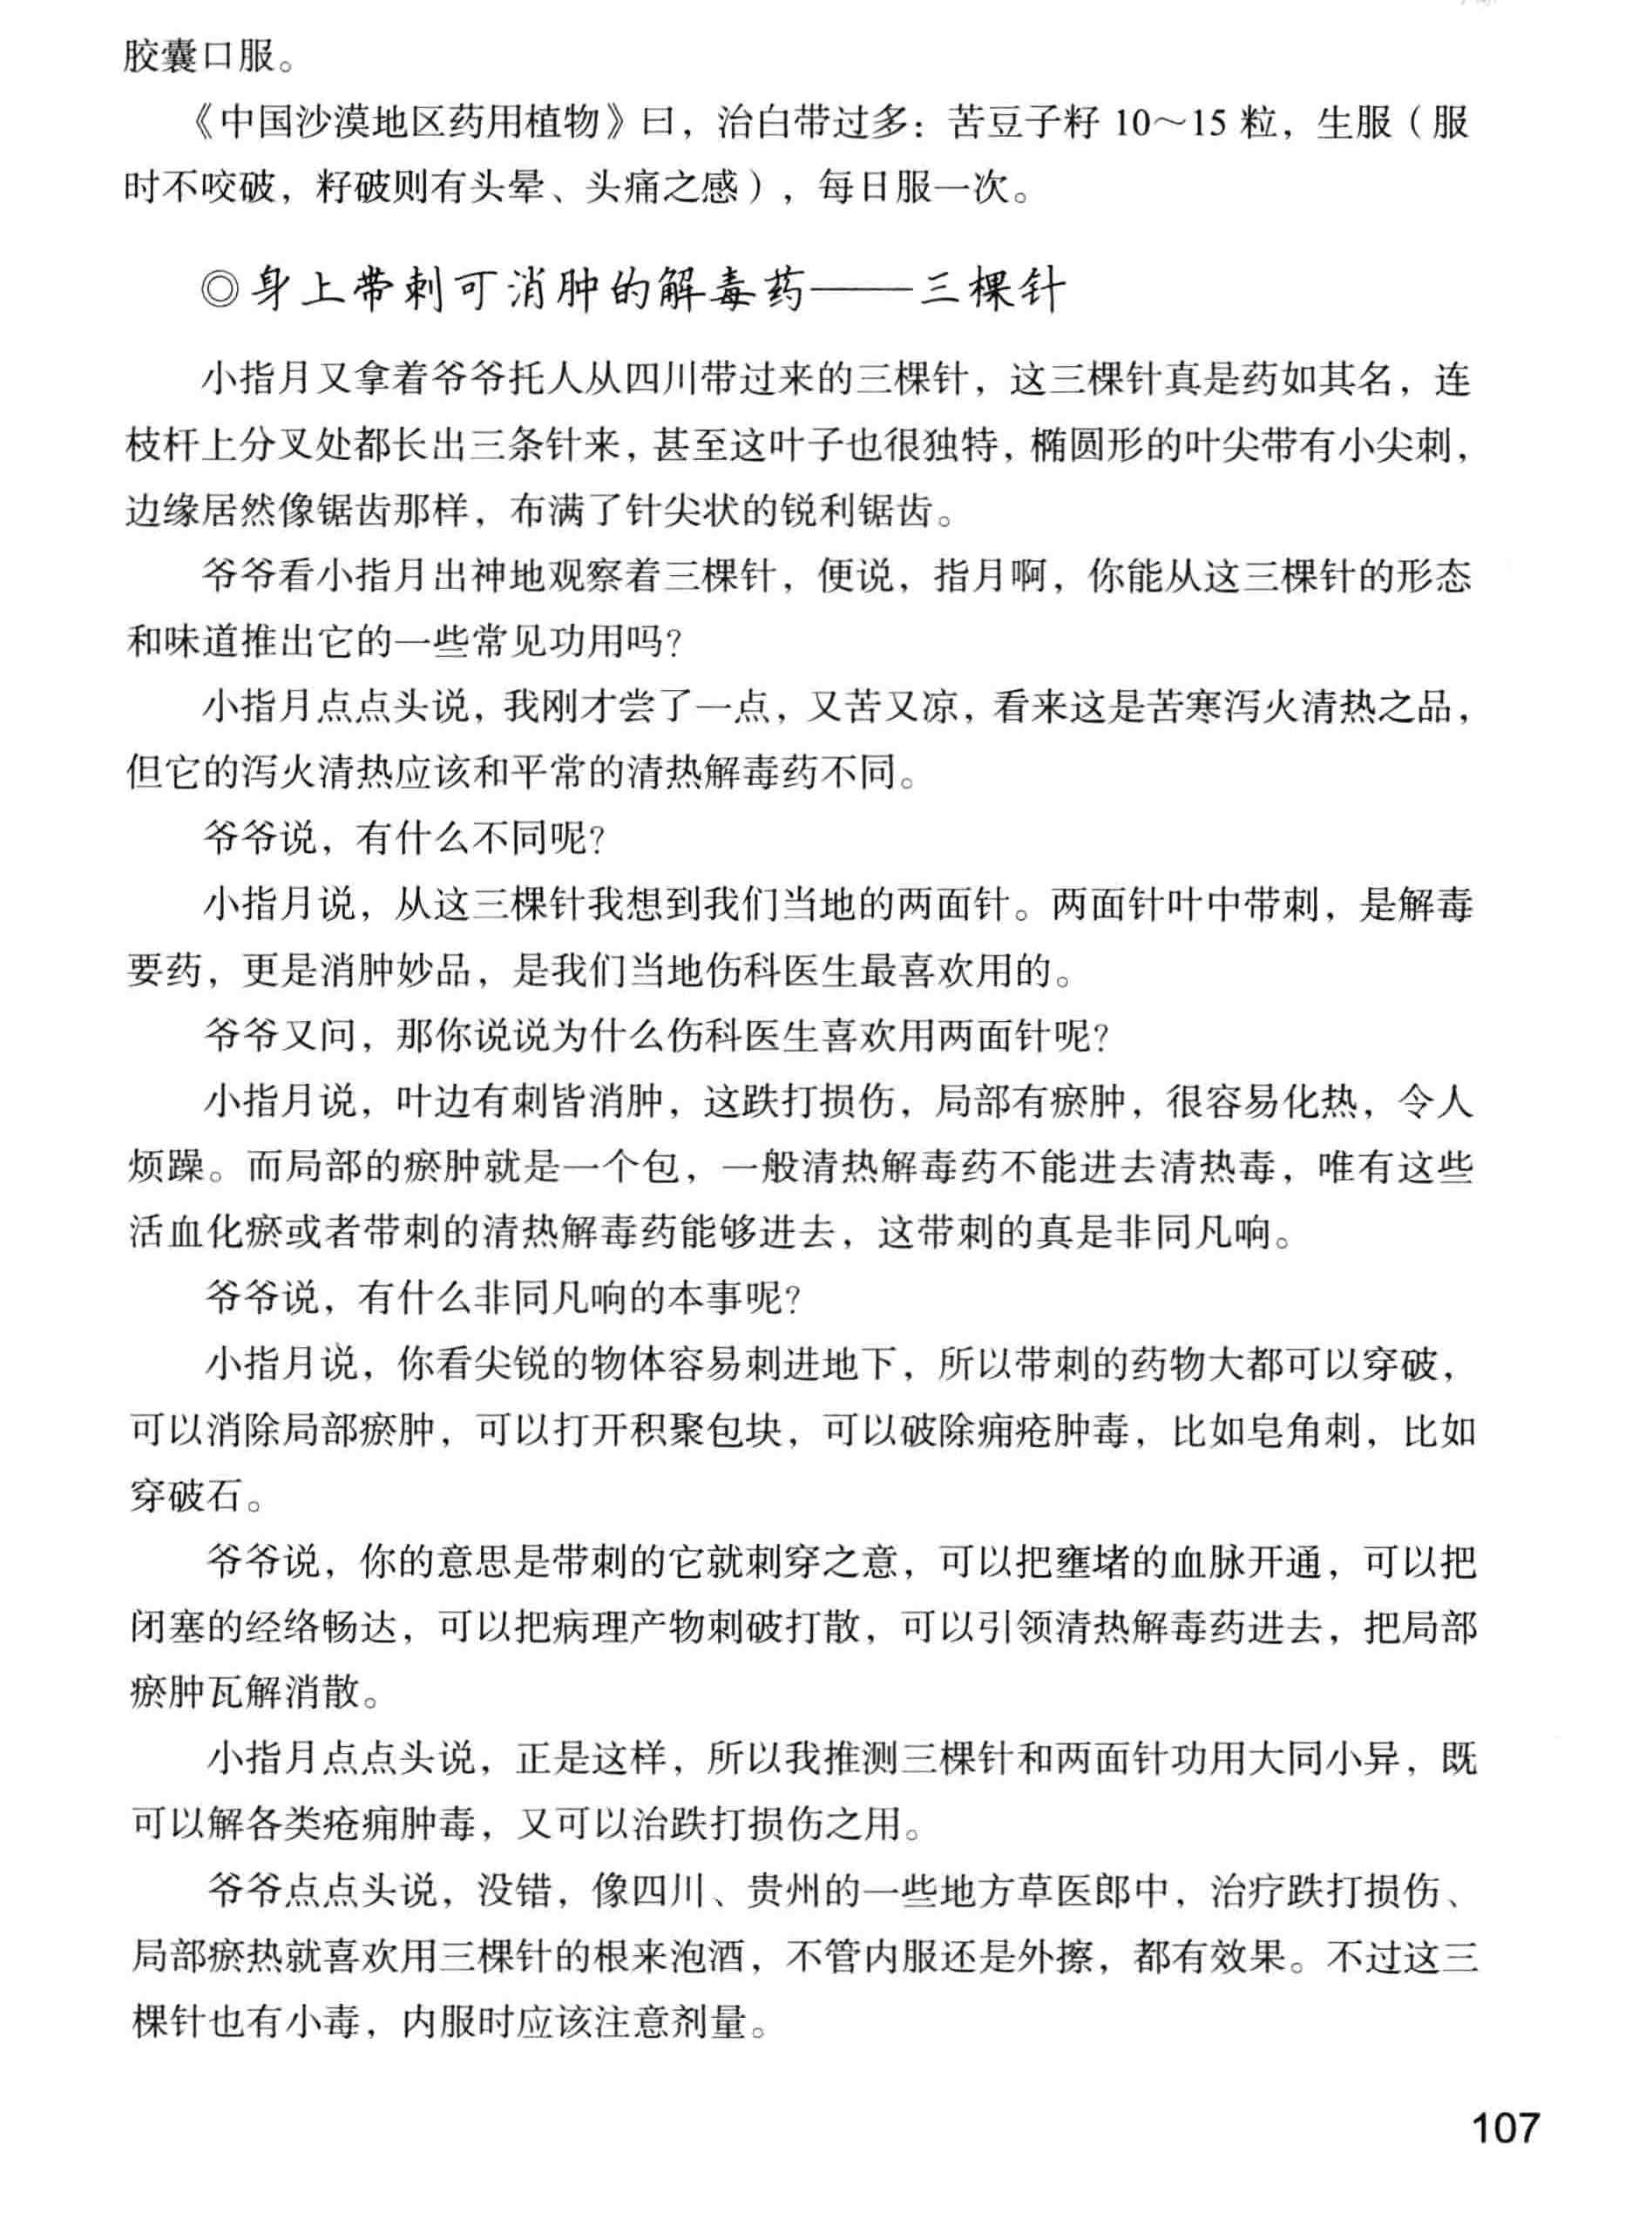 胶囊口服。
《中国沙漠地区药用植物》曰，治白带过多：苦豆子籽 10～15 粒，生服（服
时不咬破，籽破则有头晕、头痛之感），每日服一次。
◎身上带刺可消肿的解毒药——三棵针
小指月又拿着爷爷托人从四川带过来的三棵针，这三棵针真是药如其名，连
枝杆上分叉处都长出三条针来，甚至这叶子也很独特，椭圆形的叶尖带有小尖刺，
边缘居然像锯齿那样，布满了针尖状的锐利锯齿。
爷爷看小指月出神地观察着三棵针，便说，指月啊，你能从这三棵针的形态
和味道推出它的一些常见功用吗？
小指月点点头说，我刚才尝了一点，又苦又凉，看来这是苦寒泻火清热之品，
但它的泻火清热应该和平常的清热解毒药不同。
爷爷说，有什么不同呢？
小指月说，从这三棵针我想到我们当地的两面针。两面针叶中带刺，是解毒
要药，更是消肿妙品，是我们当地伤科医生最喜欢用的。
爷爷又问，那你说说为什么伤科医生喜欢用两面针呢？
小指月说，叶边有刺皆消肿，这跌打损伤，局部有瘀肿，很容易化热，令人
烦躁。而局部的瘀肿就是一个包，一般清热解毒药不能进去清热毒，唯有这些
活血化瘀或者带刺的清热解毒药能够进去，这带刺的真是非同凡响。
爷爷说，有什么非同凡响的本事呢？
小指月说，你看尖锐的物体容易刺进地下，所以带刺的药物大都可以穿破，
可以消除局部瘀肿，可以打开积聚包块，可以破除痈疮肿毒，比如皂角刺，比如
穿破石。
爷爷说，你的意思是带刺的它就刺穿之意，可以把壅堵的血脉开通，可以把
闭塞的经络畅达，可以把病理产物刺破打散，可以引领清热解毒药进去，把局部
瘀肿瓦解消散。
小指月点点头说，正是这样，所以我推测三棵针和两面针功用大同小异，既
可以解各类疮痈肿毒，又可以治跌打损伤之用。
爷爷点点头说，没错，像四川、贵州的一些地方草医郎中，治疗跌打损伤、
局部瘀热就喜欢用三棵针的根来泡酒，不管内服还是外擦，都有效果。不过这三
棵针也有小毒，内服时应该注意剂量。
107